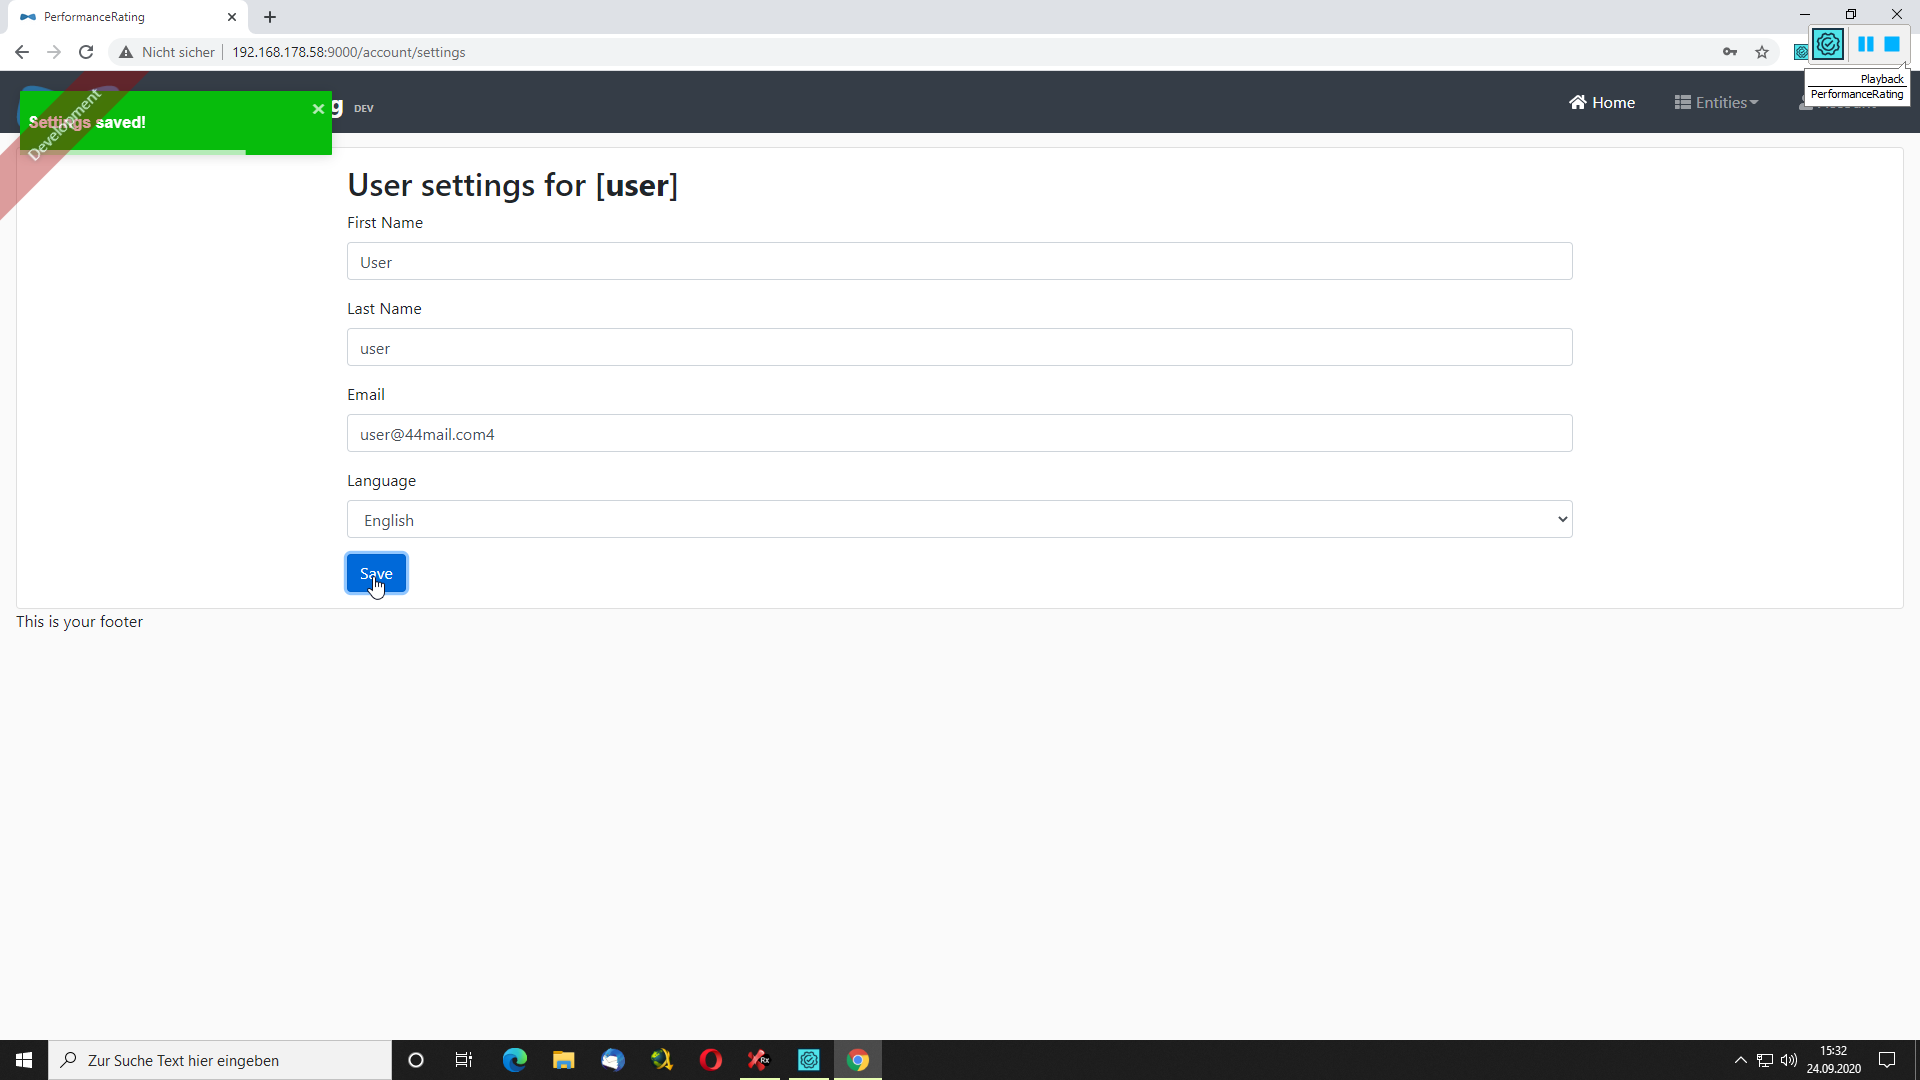 PerformanceRating
Nicht sicher
192.168.178.58:9000/account/settings
Playback
PerformanceRating
Development
Settings saved!
g DEV
Home
Entities
User settings for [user]
First Name
User
Last Name
user
Email
user@44mail.com4
Language
English
Save
This is your footer
Zur Suche Text hier eingeben
Rx
15:32
24.09.2020